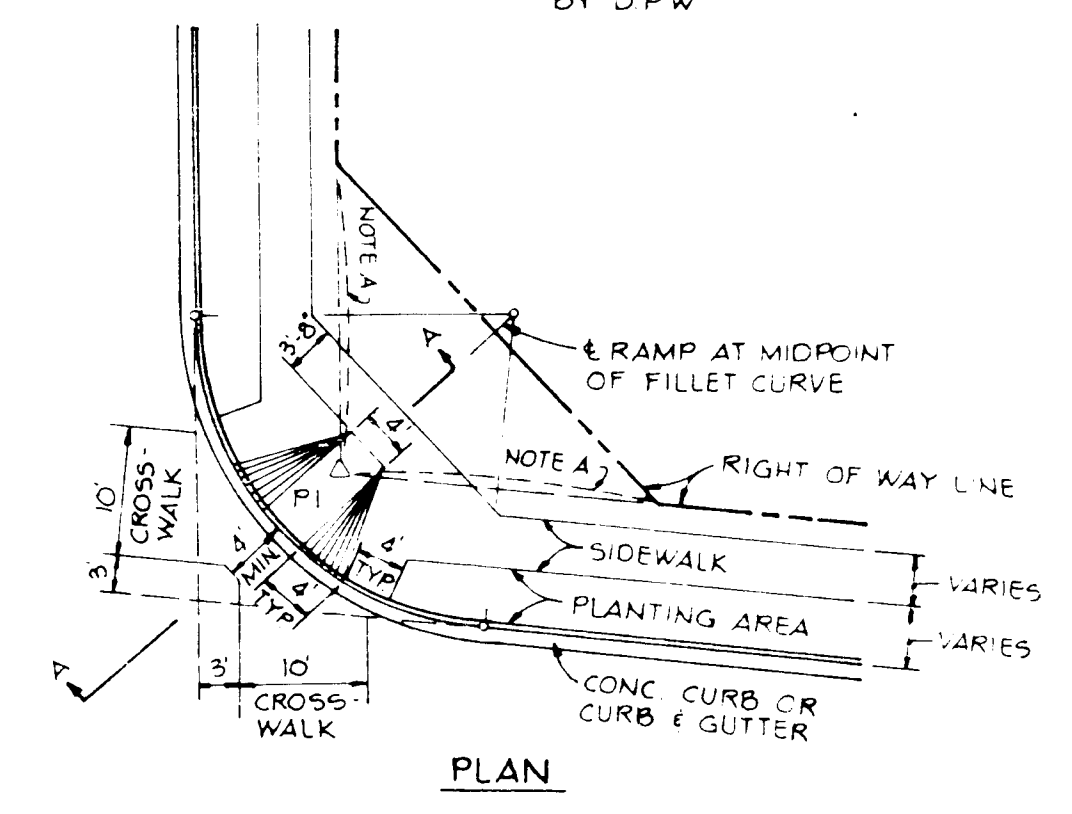 BY D.P.W
NOTE A
3'-8"
A
℄ RAMP AT MIDPOINT
OF FILLET CURVE
4'
NOTE A
RIGHT OF WAY LINE
10'
CROSS-
WALK
P1
4'
MIN
4'
TYP
4'
TYP
SIDEWALK
VARIES
3'
PLANTING AREA
VARIES
A
3'
10'
CROSS-
WALK
CONC. CURB OR
CURB & GUTTER
PLAN